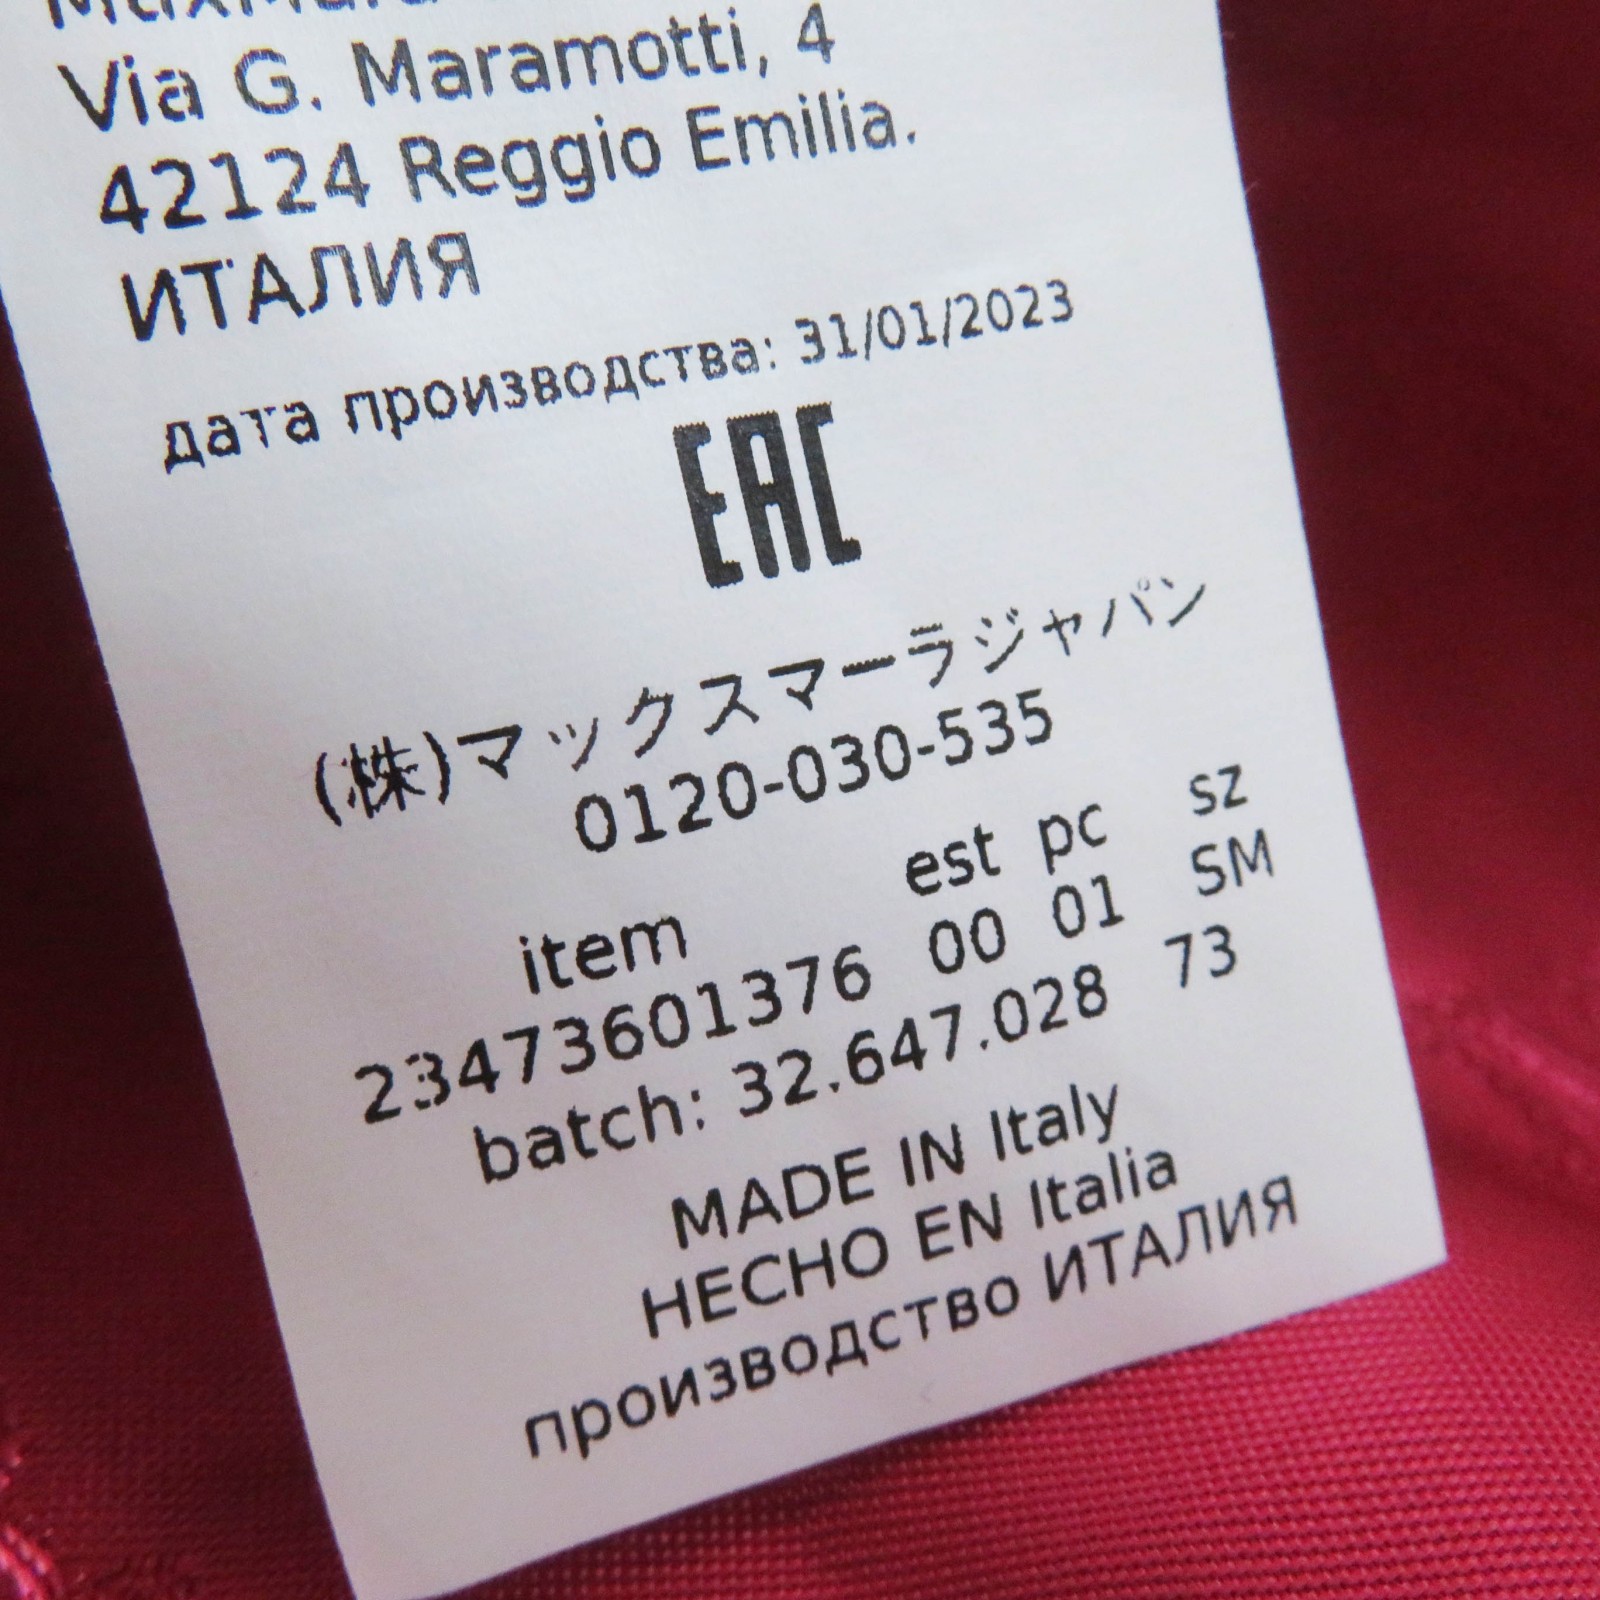 MaxMara
Via G. Maramotti, 4
42124 Reggio Emilia.
ИТАЛИЯ
дата производства: 31/01/2023
EAC
(株)マックスマーラジャパン
0120-030-535
item est pc sz
23473601376 00 01 SM
batch: 32.647.028 73
MADE IN Italy
HECHO EN Italia
производство ИТАЛИЯ